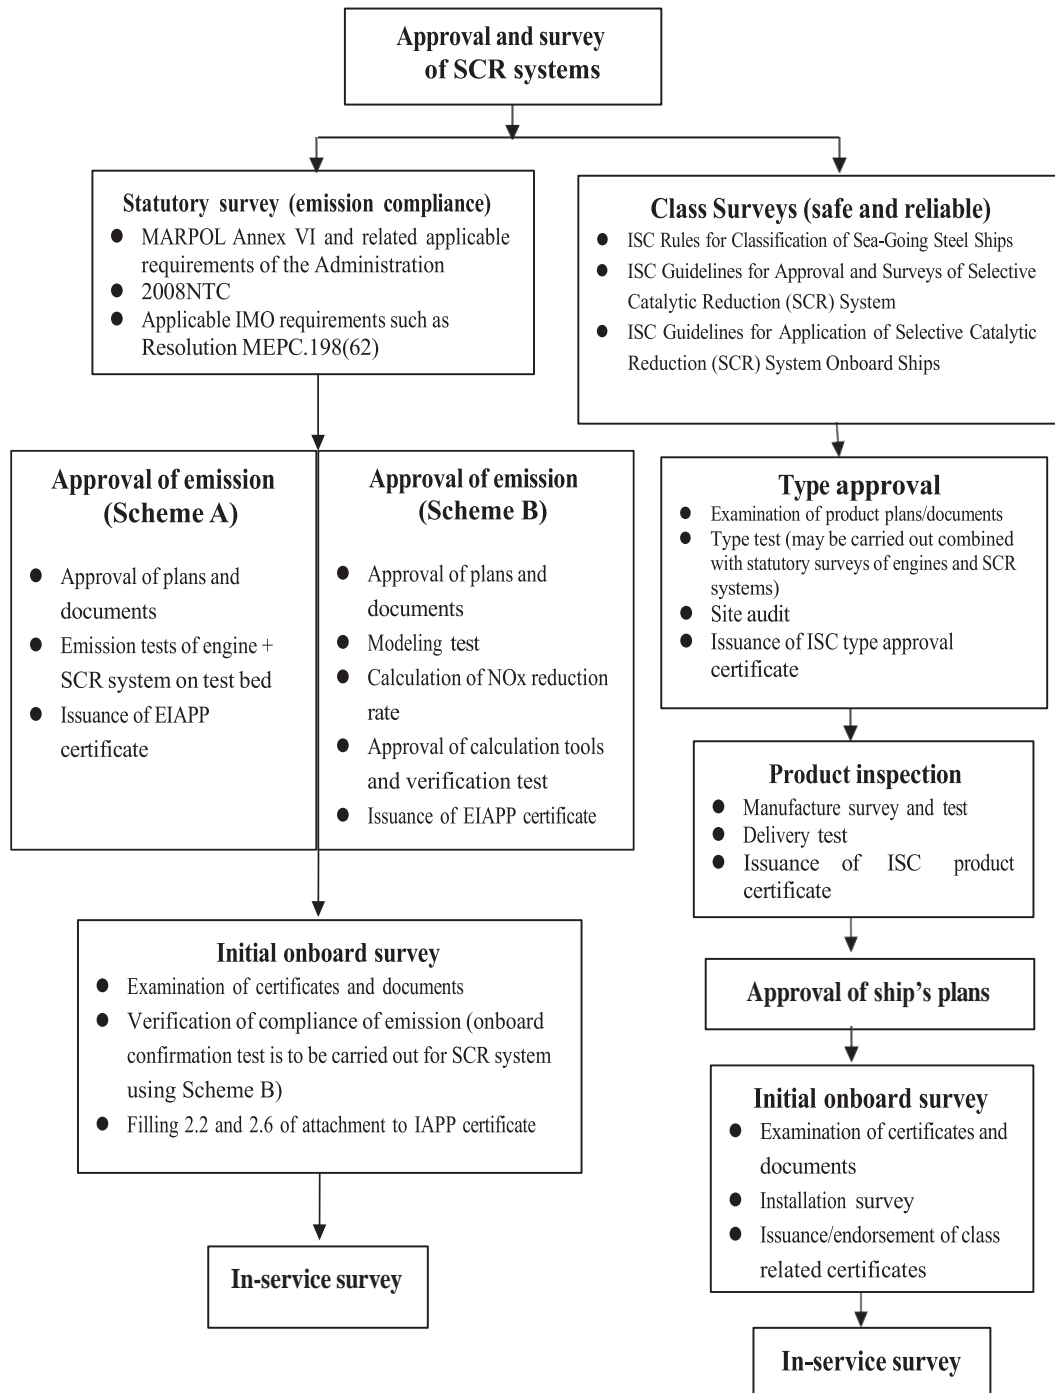 Approval and survey
of SCR systems
Statutory survey (emission compliance)
● MARPOL Annex VI and related applicable
requirements of the Administration
● 2008NTC
● Applicable IMO requirements such as
Resolution MEPC.198(62)
Class Surveys (safe and reliable)
● ISC Rules for Classification of Sea-Going Steel Ships
● ISC Guidelines for Approval and Surveys of Selective
Catalytic Reduction (SCR) System
● ISC Guidelines for Application of Selective Catalytic
Reduction (SCR) System Onboard Ships
Approval of emission
(Scheme A)
● Approval of plans and
documents
● Emission tests of engine +
SCR system on test bed
● Issuance of EIAPP
certificate
Approval of emission
(Scheme B)
● Approval of plans and
documents
● Modeling test
● Calculation of NOx reduction
rate
● Approval of calculation tools
and verification test
● Issuance of EIAPP certificate
Type approval
● Examination of product plans/documents
● Type test (may be carried out combined
with statutory surveys of engines and SCR
systems)
● Site audit
● Issuance of ISC type approval
certificate
Product inspection
● Manufacture survey and test
● Delivery test
● Issuance of ISC product
certificate
Initial onboard survey
● Examination of certificates and documents
● Verification of compliance of emission (onboard
confirmation test is to be carried out for SCR system
using Scheme B)
● Filling 2.2 and 2.6 of attachment to IAPP certificate
Approval of ship's plans
Initial onboard survey
● Examination of certificates and
documents
● Installation survey
● Issuance/endorsement of class
related certificates
In-service survey
In-service survey